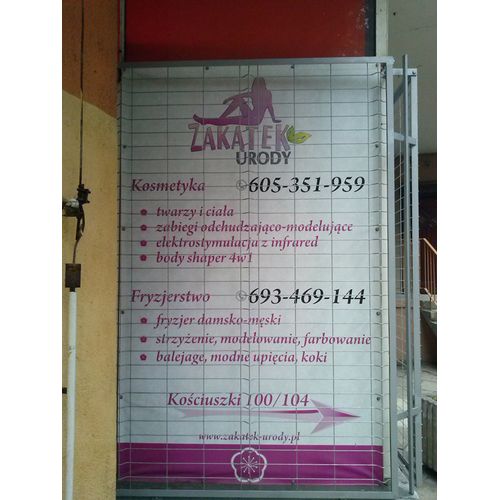 ZAKĄTEK
URODY
Kosmetyka 605-351-959
twarzy i ciała
zabiegi odchudzająco-modelujące
elektrostymulacja z infrared
body shaper 4w1
Fryzjerstwo 693-469-144
fryzjer damsko-męski
strzyżenie, modelowanie, farbowanie
balejage, modne upięcia, koki
Kościuszki 100/104
www.zakatek-urody.pl